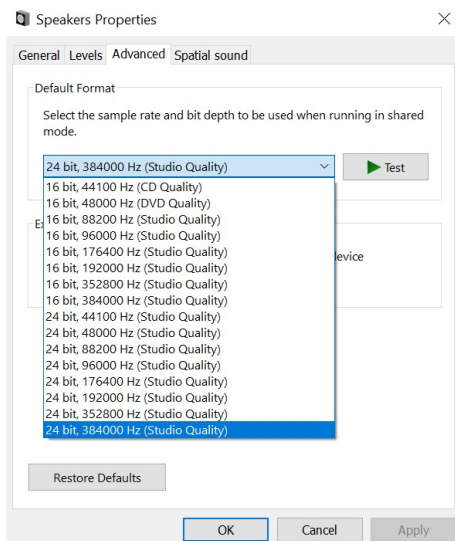 Speakers Properties
General Levels Advanced Spatial sound
Default Format
Select the sample rate and bit depth to be used when running in shared
mode.
24 bit, 384000 Hz (Studio Quality)
Test
16 bit, 44100 Hz (CD Quality)
16 bit, 48000 Hz (DVD Quality)
16 bit, 88200 Hz (Studio Quality)
16 bit, 96000 Hz (Studio Quality)
16 bit, 176400 Hz (Studio Quality)
16 bit, 192000 Hz (Studio Quality)
16 bit, 352800 Hz (Studio Quality)
16 bit, 384000 Hz (Studio Quality)
24 bit, 44100 Hz (Studio Quality)
24 bit, 48000 Hz (Studio Quality)
24 bit, 88200 Hz (Studio Quality)
24 bit, 96000 Hz (Studio Quality)
24 bit, 176400 Hz (Studio Quality)
24 bit, 192000 Hz (Studio Quality)
24 bit, 352800 Hz (Studio Quality)
24 bit, 384000 Hz (Studio Quality)
Restore Defaults
OK Cancel Apply